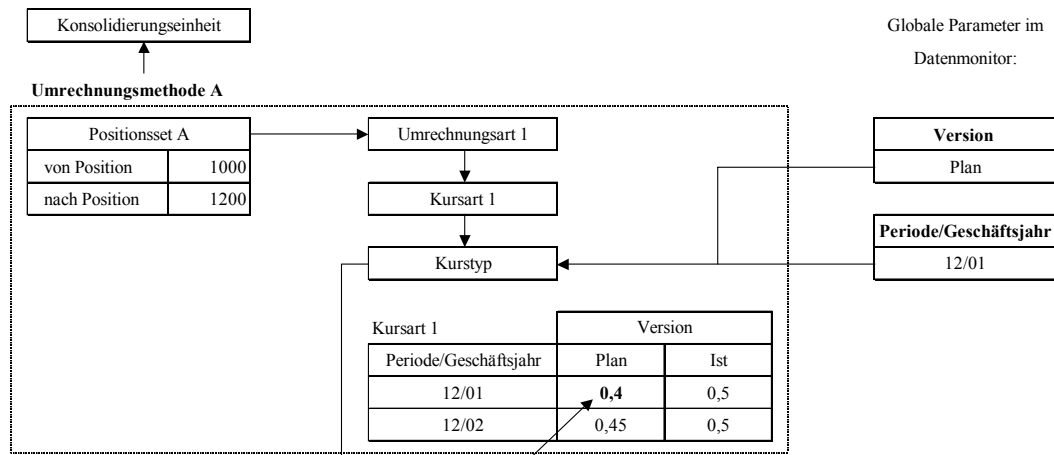 Konsolidierungseinheit
Globale Parameter im
Datenmonitor:
Umrechnungsmethode A
Positionsset A
von Position 1000
nach Position 1200
Umrechnungsart 1
Kursart 1
Kurstyp
Version
Plan
Periode/Geschäftsjahr
12/01
Kursart 1 Version
Periode/Geschäftsjahr Plan Ist
12/01 0,4 0,5
12/02 0,45 0,5